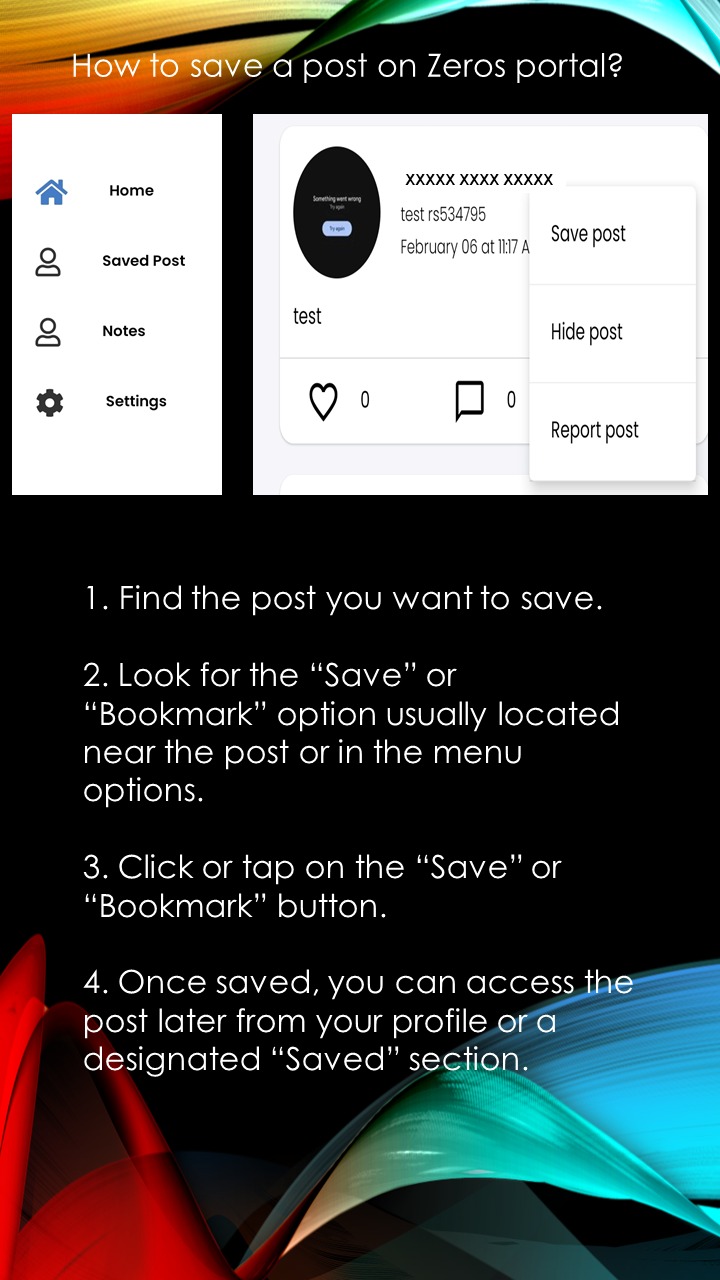 How to save a post on Zeros portal?
Home
Saved Post
Notes
Settings
Something went wrong
Try again
Try again
XXXXX XXXX XXXXX
test rs534795
February 06 at 11:17 A
test
0
0
Save post
Hide post
Report post
1. Find the post you want to save.
2. Look for the “Save” or
“Bookmark” option usually located
near the post or in the menu
options.
3. Click or tap on the “Save” or
“Bookmark” button.
4. Once saved, you can access the
post later from your profile or a
designated “Saved” section.